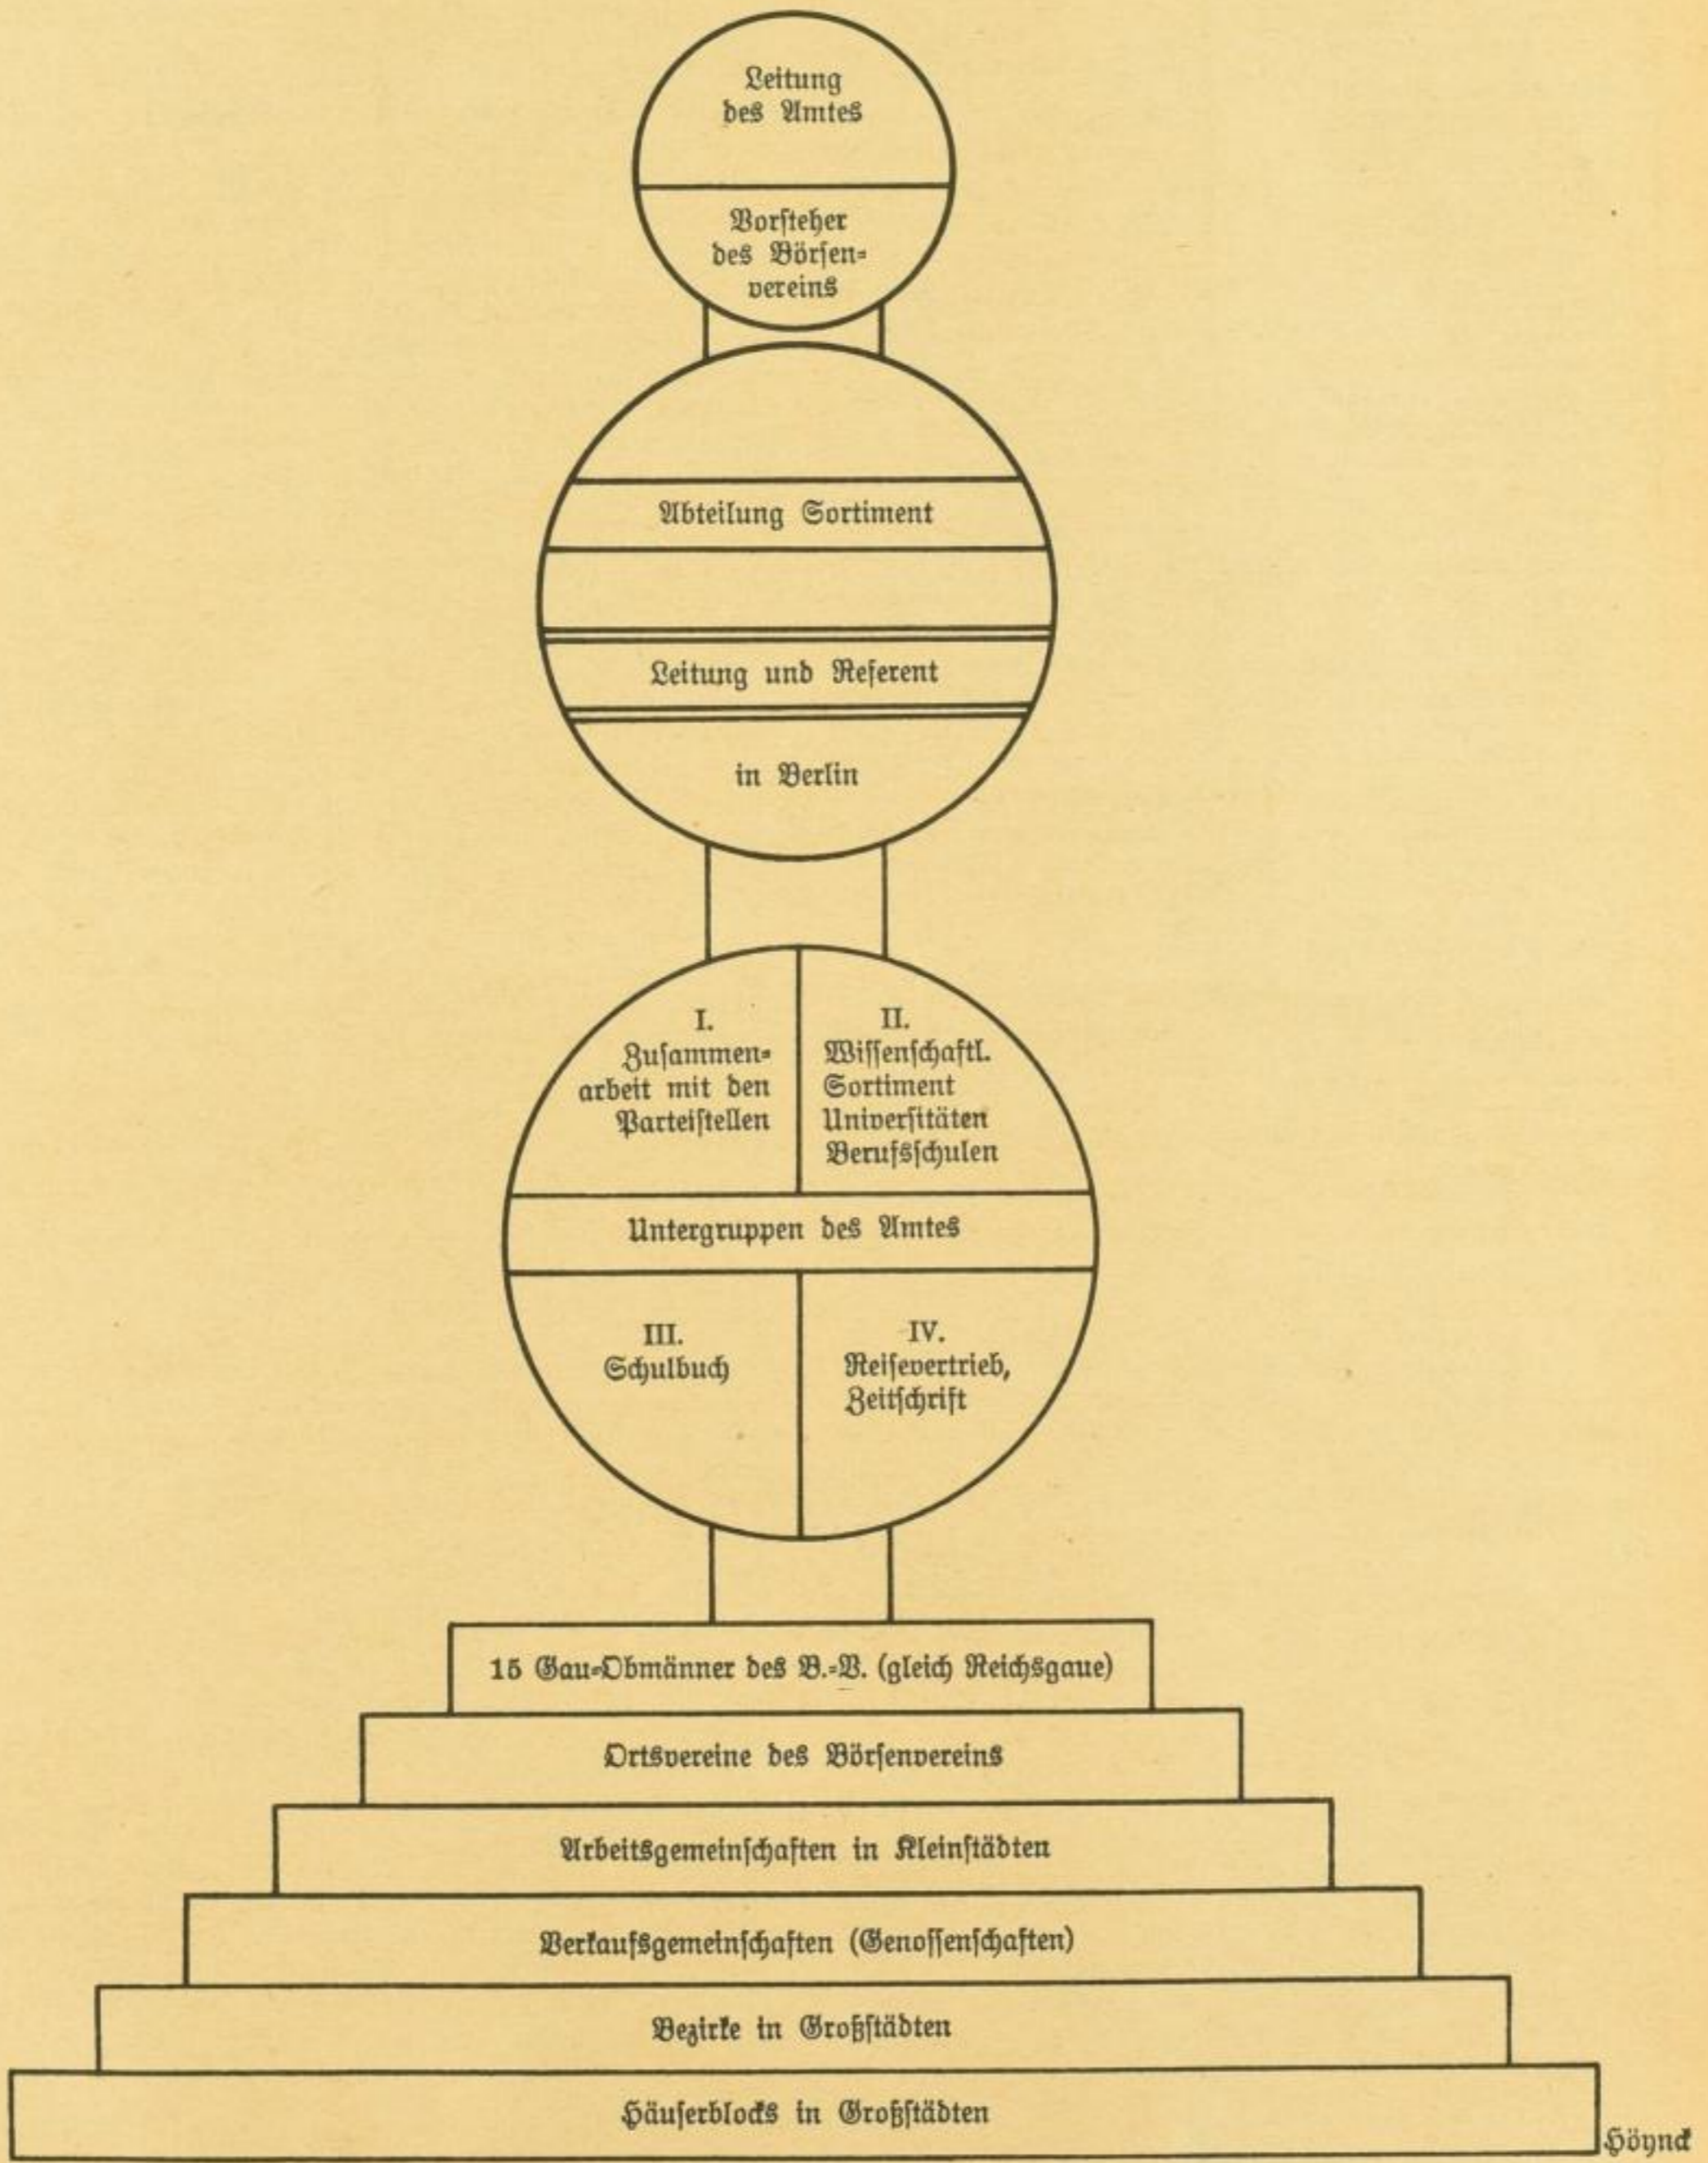 Leitung
des Amtes
Vorsteher
des Börsen-
vereins
Abteilung Sortiment
Leitung und Referent
in Berlin
I.
Zusammen-
arbeit mit den
Parteistellen
II.
Wissenschaftl.
Sortiment
Universitäten
Berufsschulen
Untergruppen des Amtes
III.
Schulbuch
IV.
Reisevertrieb,
Zeitschrift
15 Gau-Obmänner des B.-V. (gleich Reichsgaue)
Ortsvereine des Börsenvereins
Arbeitsgemeinschaften in Kleinstädten
Verkaufsgemeinschaften (Genossenschaften)
Bezirke in Großstädten
Häuserblocks in Großstädten
Höynck